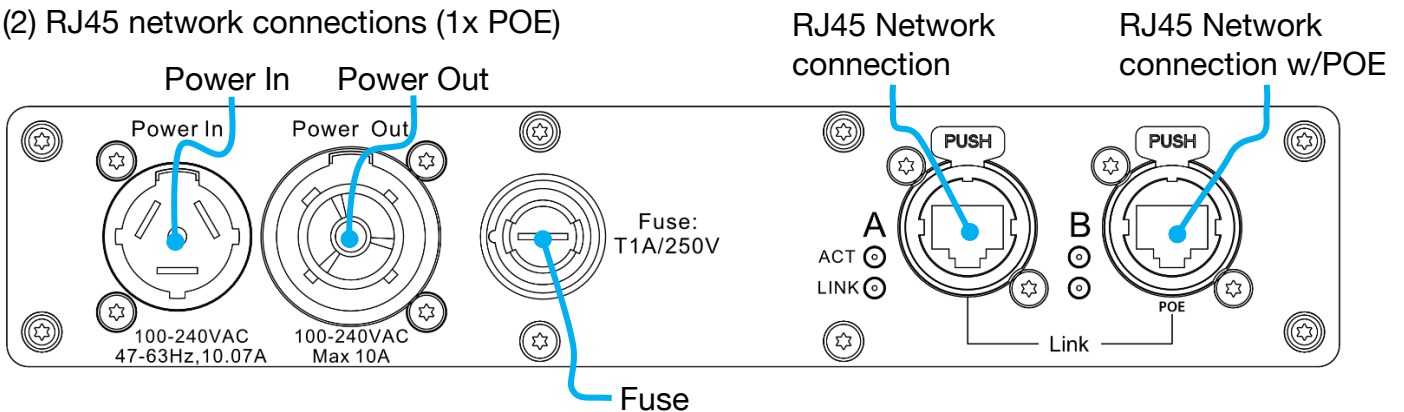 (2) RJ45 network connections (1x POE)
RJ45 Network
connection
RJ45 Network
connection w/POE
Power In
Power Out
Power In
Power Out
PUSH
PUSH
Fuse:
T1A/250V
A
B
ACT
LINK
POE
100-240VAC
47-63Hz,10.07A
100-240VAC
Max 10A
Link
Fuse